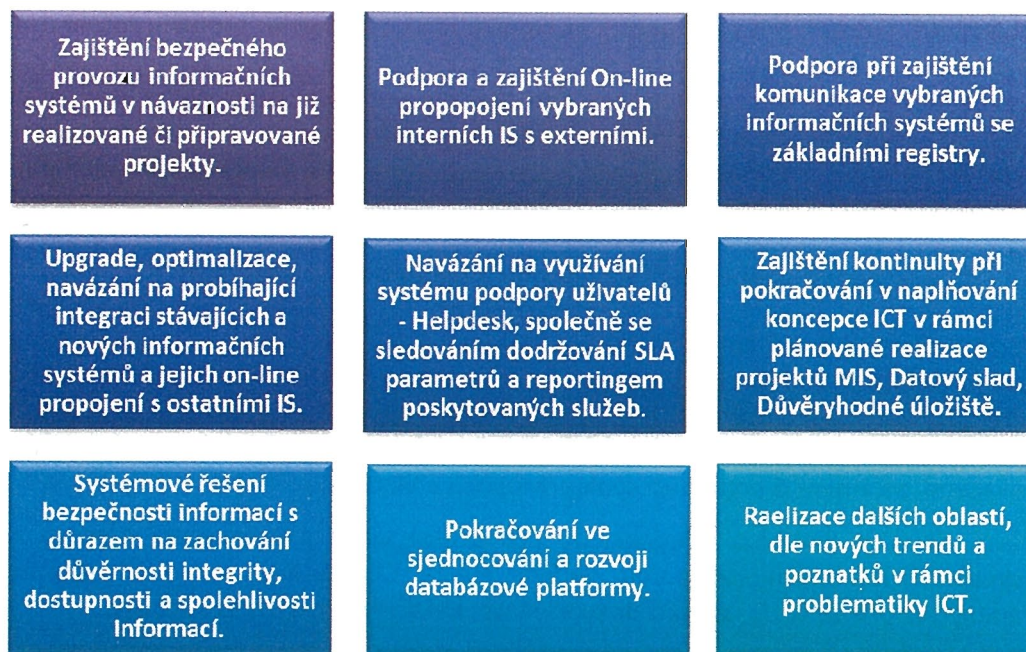 Zajištění bezpečného
provozu informačních
systémů v návaznosti na již
realizované či připravované
projekty.
Podpora a zajištění On-line
propopojení vybraných
interních IS s externími.
Podpora při zajištění
komunikace vybraných
informačních systémů se
základními registry.
Upgrade, optimalizace,
navázání na probíhající
integraci stávajících a
nových informačních
systémů a jejich on-line
propojení s ostatními IS.
Navázání na využívání
systému podpory uživatelů
- Helpdesk, společně se
sledováním dodržování SLA
parametrů a reportingem
poskytovaných služeb.
Zajištění kontinuity při
pokračování v naplňování
koncepce ICT v rámci
plánované realizace
projektů MIS, Datový slad,
Důvěryhodné úložiště.
Systémové řešení
bezpečnosti informací s
důrazem na zachování
důvěrnosti integrity,
dostupnosti a spolehlivosti
Informací.
Pokračování ve
sjednocování a rozvoji
databázové platformy.
Raelizace dalších oblastí,
dle nových trendů a
poznatků v rámci
problematiky ICT.